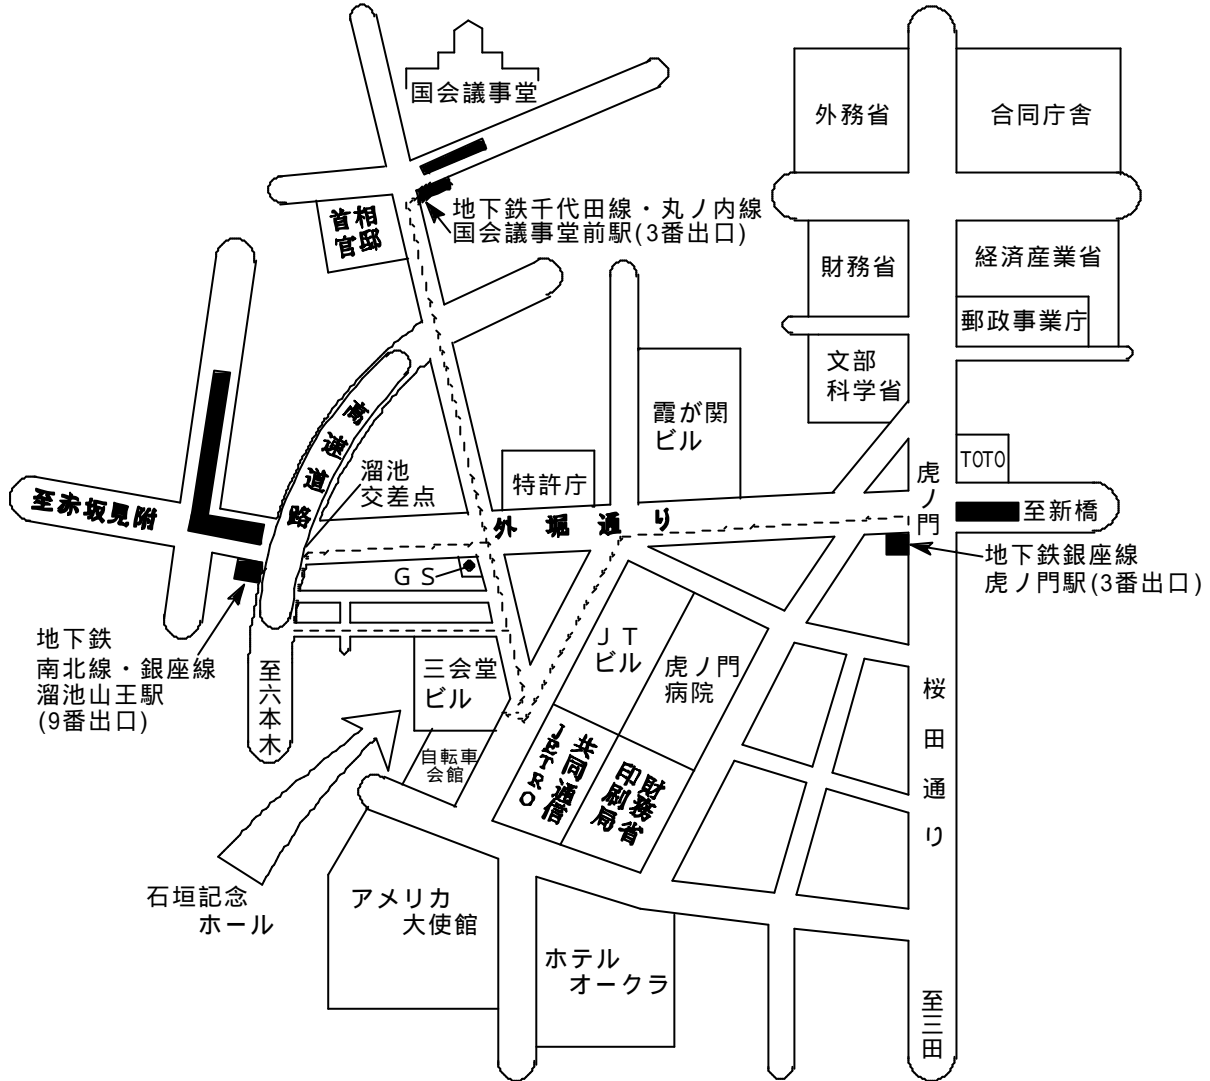 国会議事堂
外務省
合同庁舎
地下鉄千代田線・丸ノ内線
国会議事堂前駅(3番出口)
首相
官邸
財務省
経済産業省
郵政事業庁
文部
科学省
高速道路
霞が関
ビル
溜池
交差点
特許庁
虎ノ門
TOTO
至赤坂見附
外堀通り
至新橋
地下鉄銀座線
虎ノ門駅(3番出口)
GS
地下鉄
南北線・銀座線
溜池山王駅
(9番出口)
至六本木
三会堂
ビル
JT
ビル
虎ノ門
病院
桜田通り
自転車
会館
共同通信
JETRO
財務省
印刷局
石垣記念
ホール
アメリカ
大使館
ホテル
オークラ
至三田